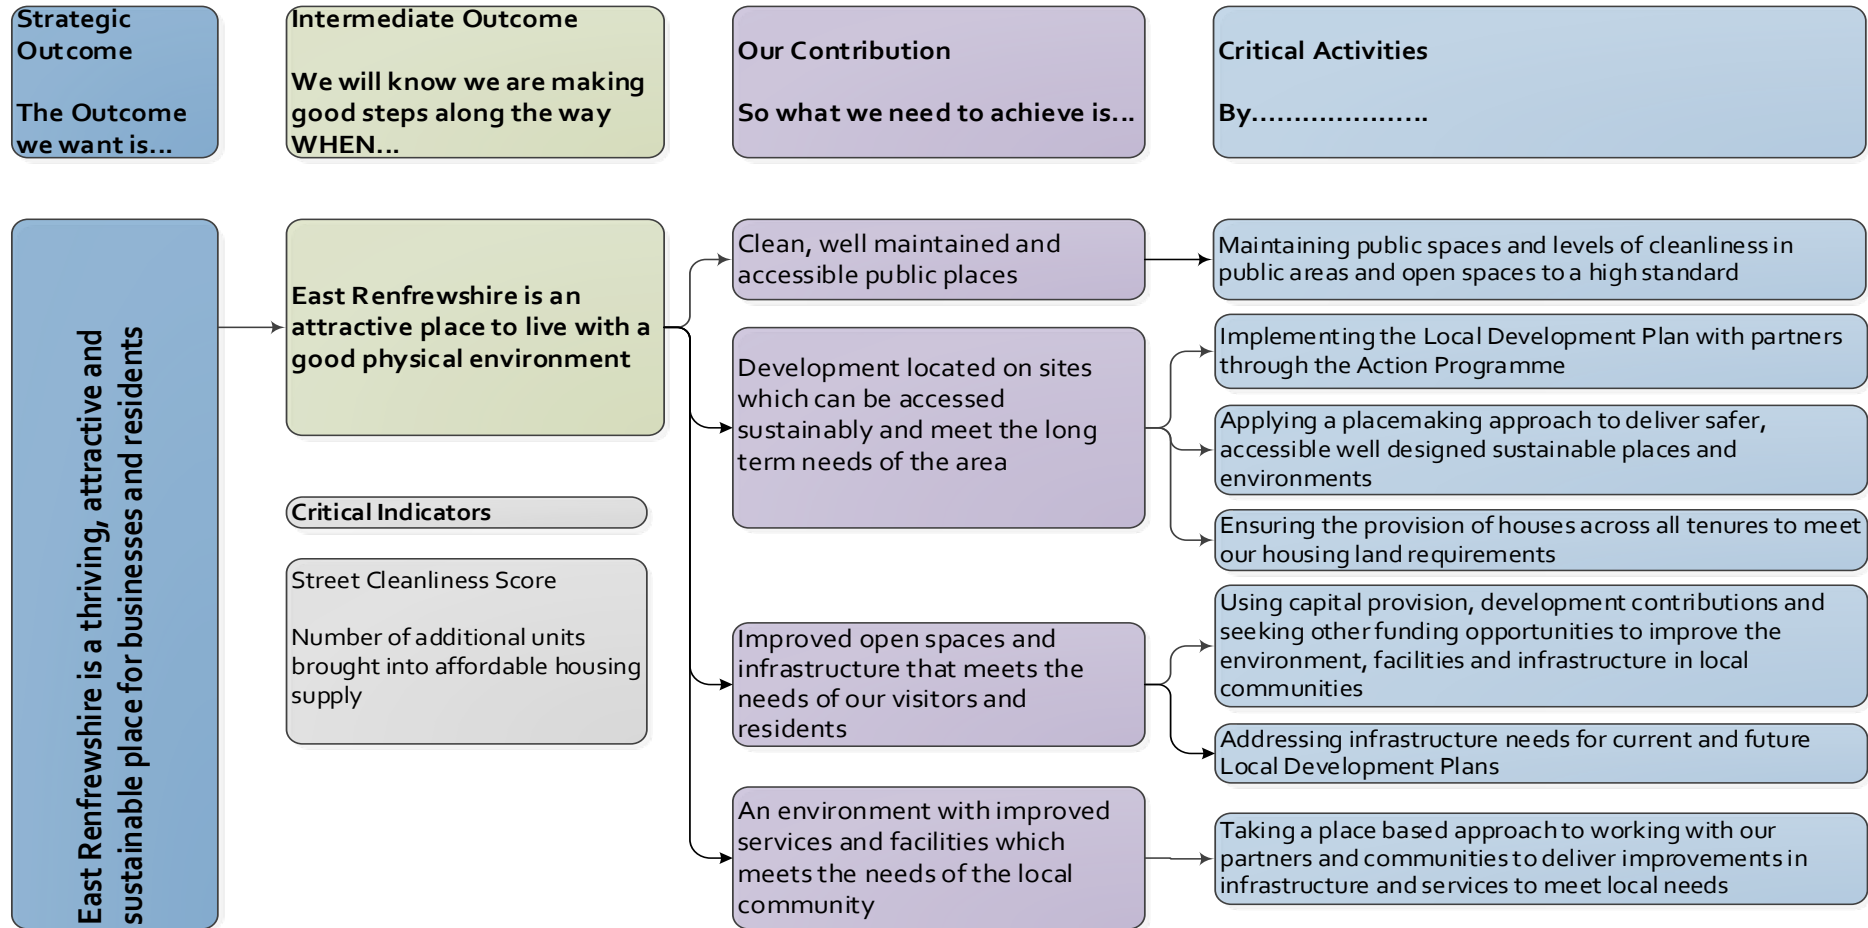 Strategic
Outcome
The Outcome
we want is...
Intermediate Outcome
We will know we are making
good steps along the way
WHEN...
Our Contribution
So what we need to achieve is...
Critical Activities
By.....................
East Renfrewshire is a thriving, attractive and
sustainable place for businesses and residents
East Renfrewshire is an
attractive place to live with a
good physical environment
Critical Indicators
Street Cleanliness Score
Number of additional units
brought into affordable housing
supply
Clean, well maintained and
accessible public places
Development located on sites
which can be accessed
sustainably and meet the long
term needs of the area
Improved open spaces and
infrastructure that meets the
needs of our visitors and
residents
An environment with improved
services and facilities which
meets the needs of the local
community
Maintaining public spaces and levels of cleanliness in
public areas and open spaces to a high standard
Implementing the Local Development Plan with partners
through the Action Programme
Applying a placemaking approach to deliver safer,
accessible well designed sustainable places and
environments
Ensuring the provision of houses across all tenures to meet
our housing land requirements
Using capital provision, development contributions and
seeking other funding opportunities to improve the
environment, facilities and infrastructure in local
communities
Addressing infrastructure needs for current and future
Local Development Plans
Taking a place based approach to working with our
partners and communities to deliver improvements in
infrastructure and services to meet local needs